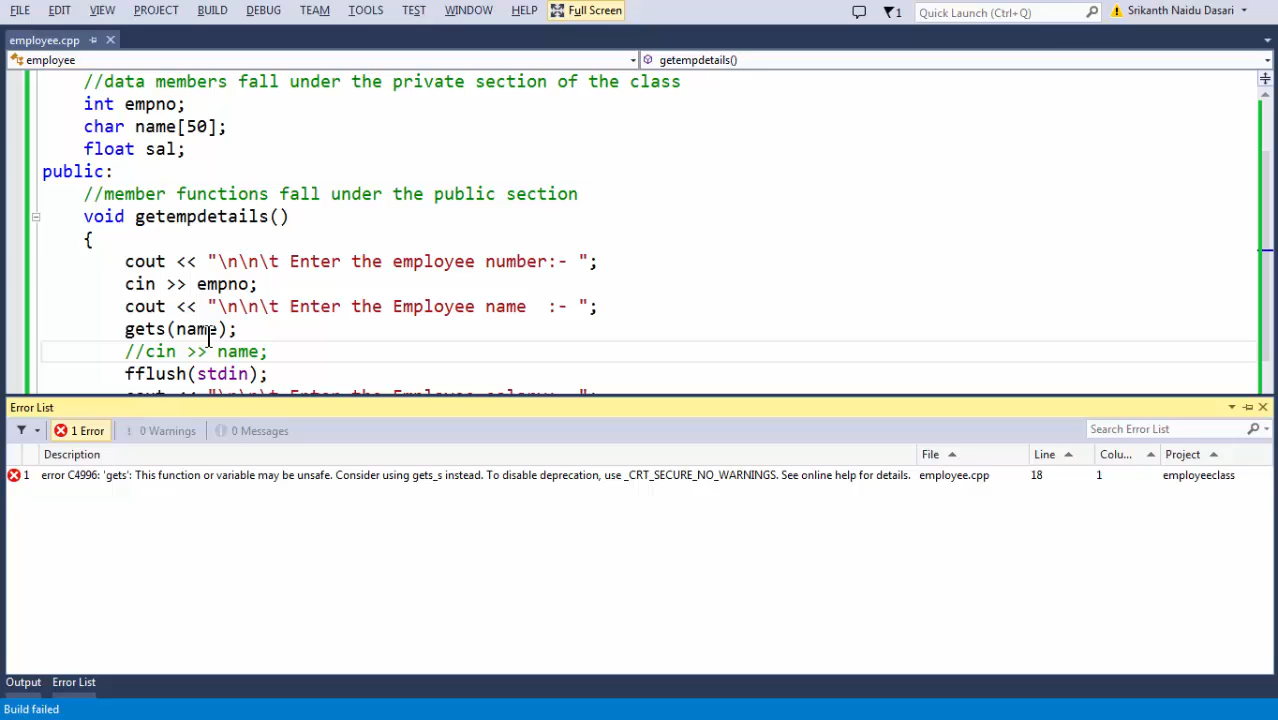 FILE EDIT VIEW PROJECT BUILD DEBUG TEAM TOOLS TEST WINDOW HELP Full Screen 1 Quick Launch (Ctrl+Q) Srikanth Naidu Dasari
employee.cpp
employee getempdetails()
//data members fall under the private section of the class
int empno;
char name[50];
float sal;
public:
//member functions fall under the public section
void getempdetails()
{
cout << "\n\n\t Enter the employee number:- ";
cin >> empno;
cout << "\n\n\t Enter the Employee name  :- ";
gets(name);
//cin >> name;
fflush(stdin);
cout << "\n\n\t Enter the Employee salary: - ";
Error List
1 Error 0 Warnings 0 Messages Search Error List
Description File Line Colu... Project
1 error C4996: 'gets': This function or variable may be unsafe. Consider using gets_s instead. To disable deprecation, use _CRT_SECURE_NO_WARNINGS. See online help for details. employee.cpp 18 1 employeeclass
Output Error List
Build failed